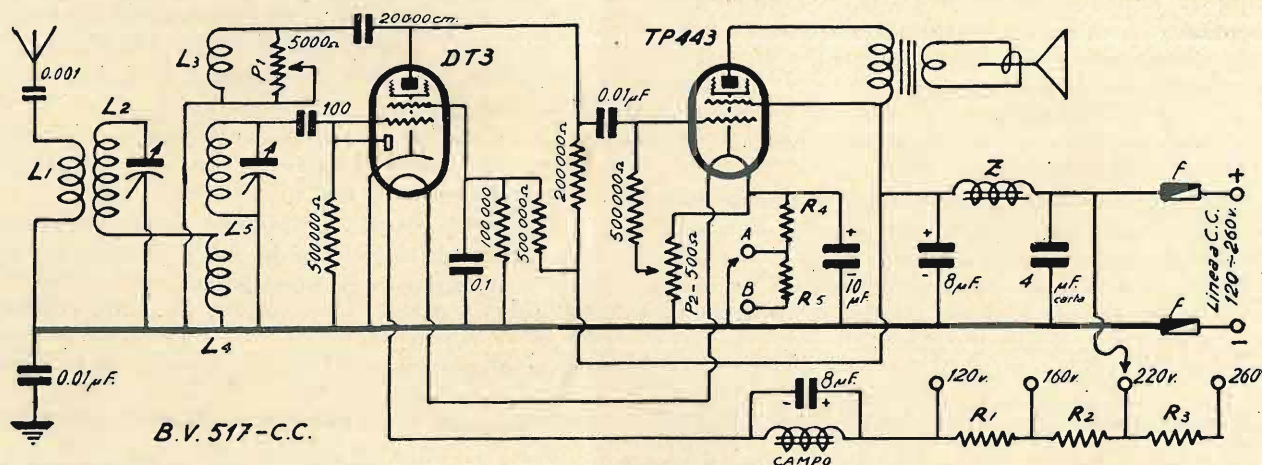 20000 cm.
5000Ω
P1
L3
DT3
TP443
0.001
L2
L1
100
0.01µF
200000Ω
500000Ω
L5
500000Ω
100000
500000Ω
0.1
P2-500Ω
A
B
R4
R5
+
-
10
µF.
Z
+
-
8µF.
4
µF.
carta
F
+
Linea a C.C.
120÷260v.
F
-
L4
0.01µF.
8µF.
-
+
120v.
160v.
220v.
260
R1
R2
R3
CAMPO
B.V. 517-C.C.